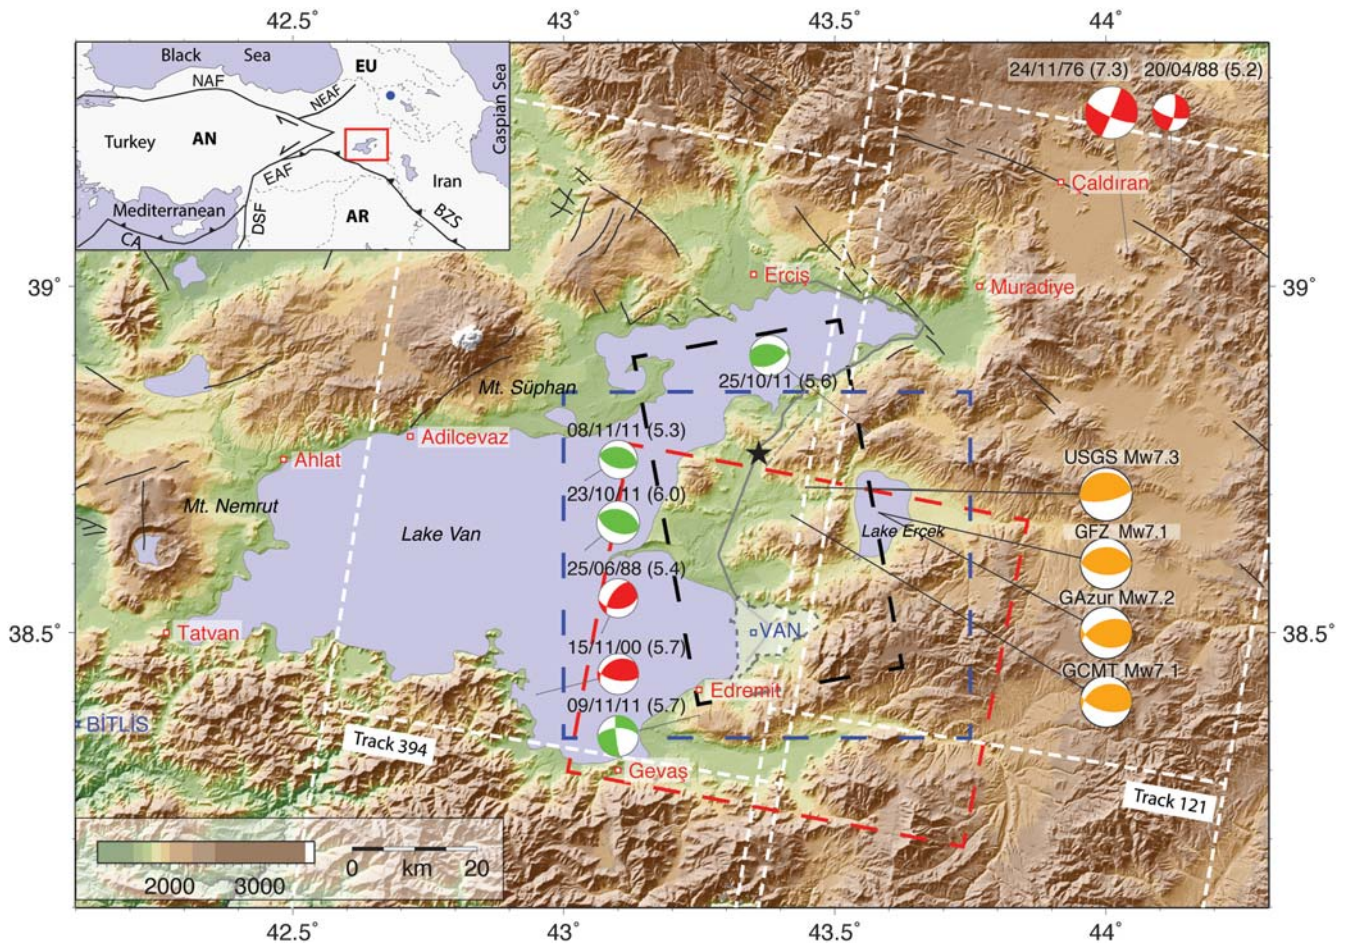 42.5°
43°
43.5°
44°
Black Sea
EU
NAF
NEAF
Caspian Sea
Turkey
AN
EAF
Iran
Mediterranean
DSF
AR
BZS
CA
24/11/76 (7.3)
20/04/88 (5.2)
Çaldıran
39°
Erciş
Muradiye
39°
25/10/11 (5.6)
Mt. Süphan
Adilcevaz
08/11/11 (5.3)
Ahlat
USGS Mw7.3
23/10/11 (6.0)
Mt. Nemrut
Lake Van
Lake Erçek
GFZ Mw7.1
25/06/88 (5.4)
GAzur Mw7.2
38.5°
Tatvan
VAN
38.5°
15/11/00 (5.7)
GCMT Mw7.1
Edremit
09/11/11 (5.7)
BİTLİS
Track 394
Gevaş
Track 121
2000
3000
0
km
20
42.5°
43°
43.5°
44°